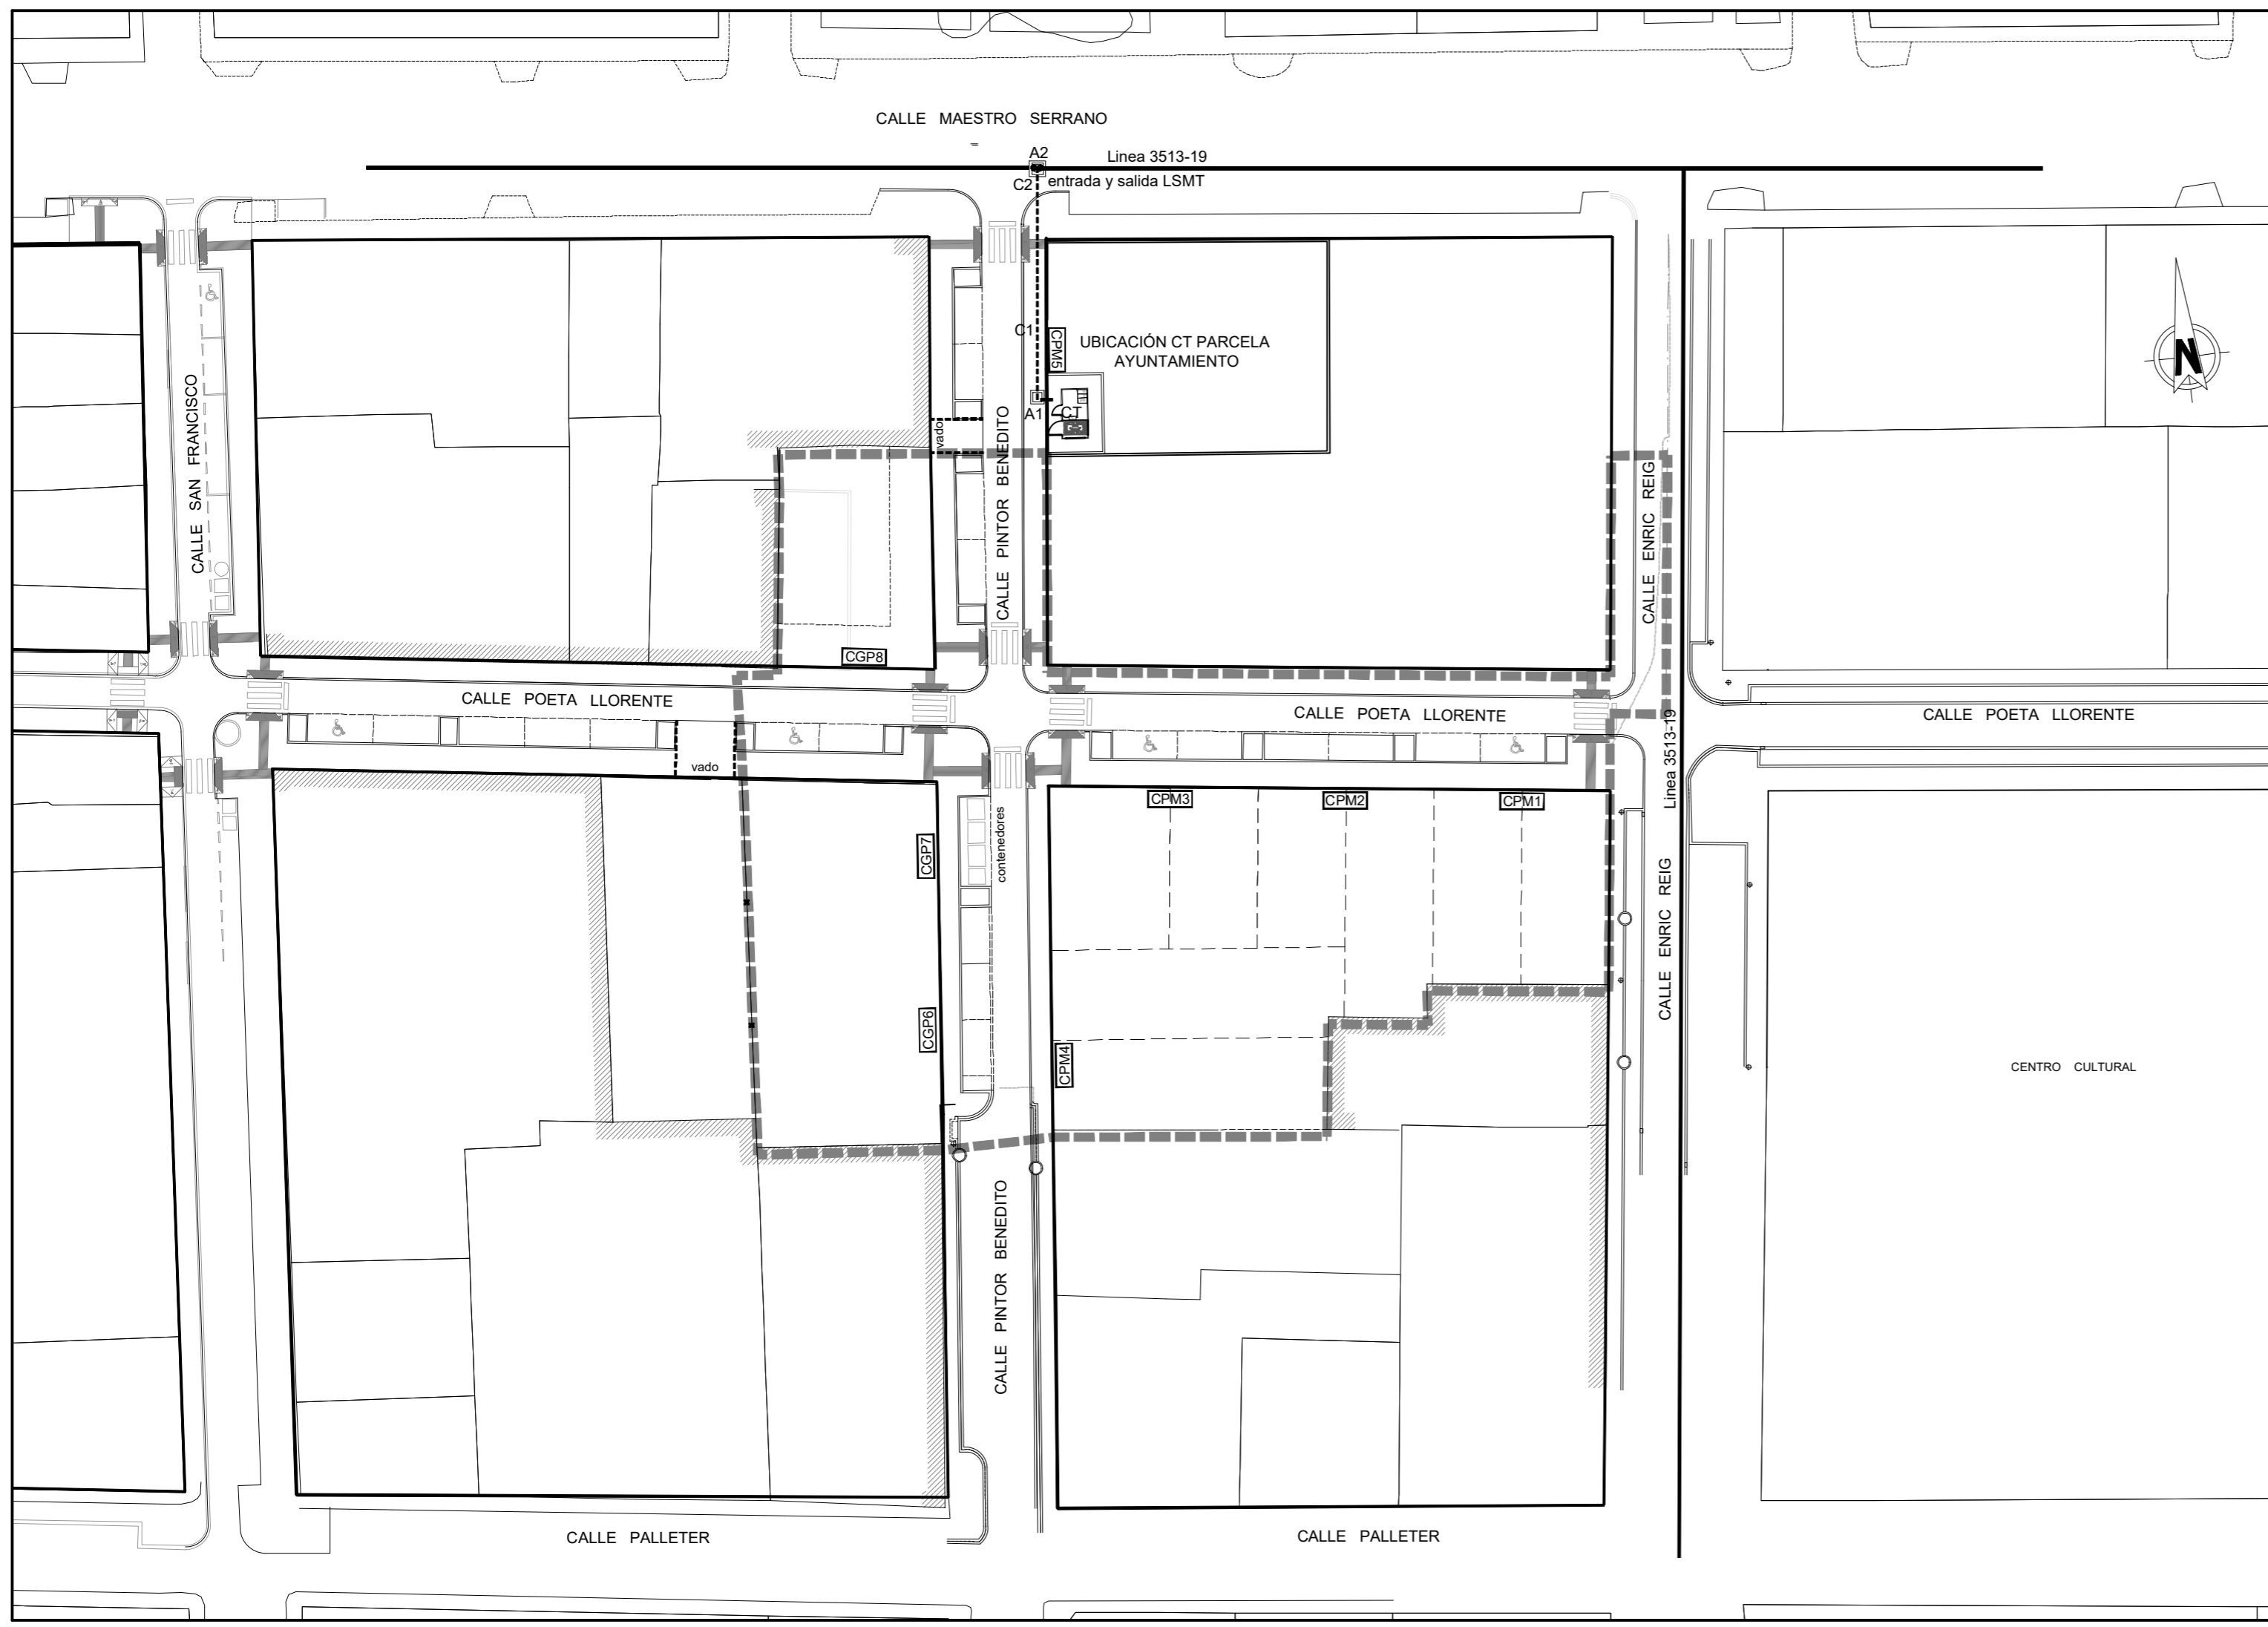 CALLE MAESTRO SERRANO
A2
Linea 3513-19
C2
entrada y salida LSMT
C1
CPM5
UBICACIÓN CT PARCELA
AYUNTAMIENTO
N
CALLE SAN FRANCISCO
A1
CT
vado
CALLE PINTOR BENEDITO
CALLE ENRIC REIG
CGP8
CALLE POETA LLORENTE
CALLE POETA LLORENTE
CALLE POETA LLORENTE
Linea 3513-19
vado
CPM3
CPM2
CPM1
contenedores
CGP7
CALLE ENRIC REIG
CGP6
CPM4
CENTRO CULTURAL
CALLE PINTOR BENEDITO
CALLE PALLETER
CALLE PALLETER